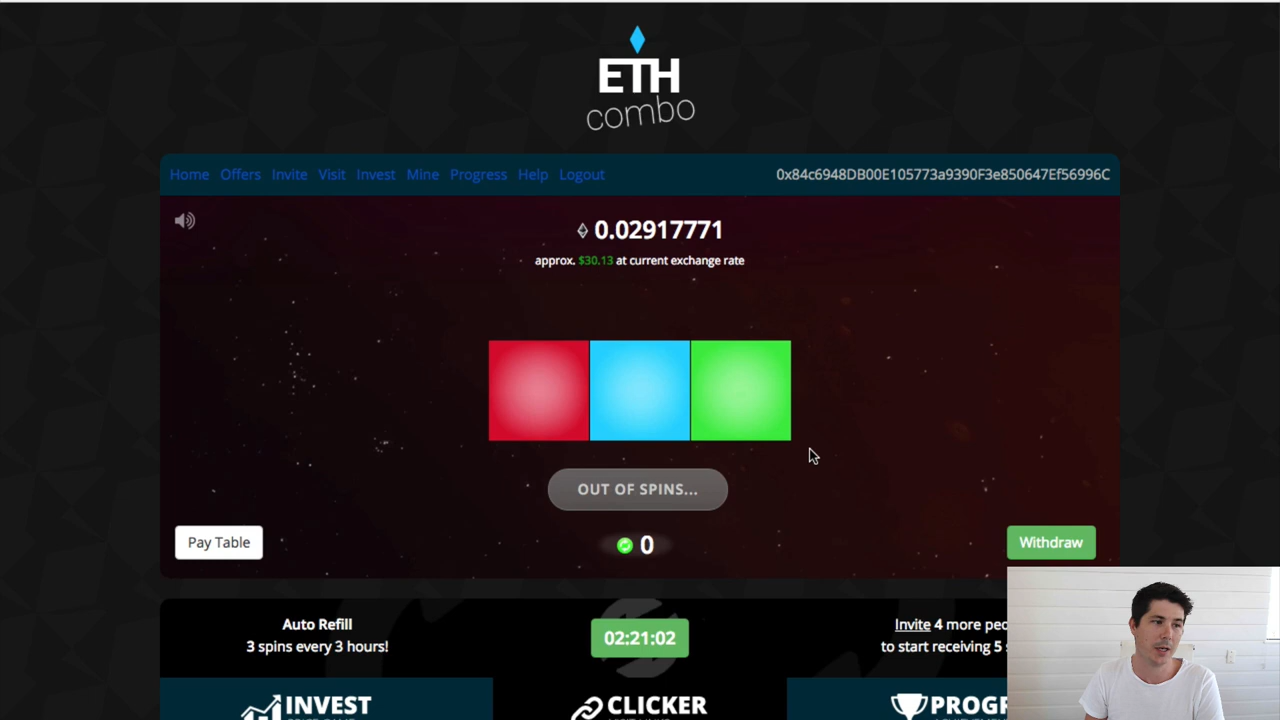 ETH
combo
Home Offers Invite Visit Invest Mine Progress Help Logout 0x84c6948DB00E105773a9390F3e850647Ef56996C
0.02917771
approx. $30.13 at current exchange rate
OUT OF SPINS...
0
Pay Table
Withdraw
Auto Refill
3 spins every 3 hours!
02:21:02
Invite 4 more
to start receiving 5
INVEST
CLICKER